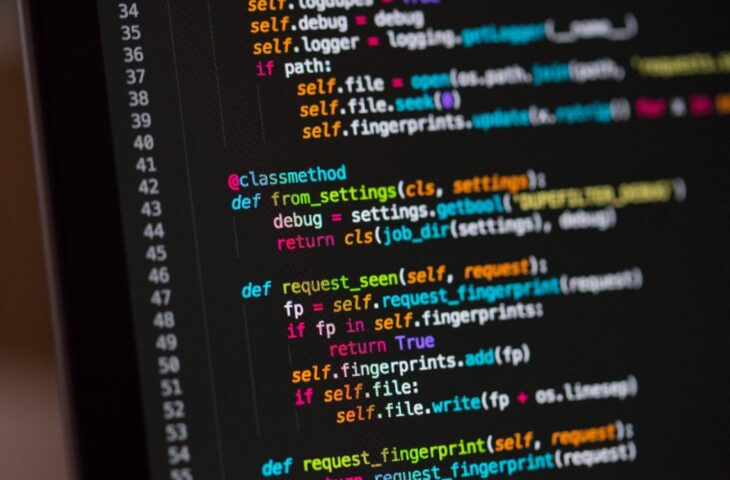 34 self.logdupes = True
35 self.debug = debug
36 self.logger = logging.getLogger(__name__)
37 if path:
38 self.file = open(os.path.join(path, 'requests.
39 self.file.seek(0)
40 self.fingerprints.update(x.rstrip() for x in
41
42 @classmethod
43 def from_settings(cls, settings):
44 debug = settings.getbool("DUPEFILTER_DEBUG")
45 return cls(job_dir(settings), debug)
46
47 def request_seen(self, request):
48 fp = self.request_fingerprint(request)
49 if fp in self.fingerprints:
50 return True
51 self.fingerprints.add(fp)
52 if self.file:
53 self.file.write(fp + os.linesep)
54
55 def request_fingerprint(self, request):
return request_fingerprint(request)